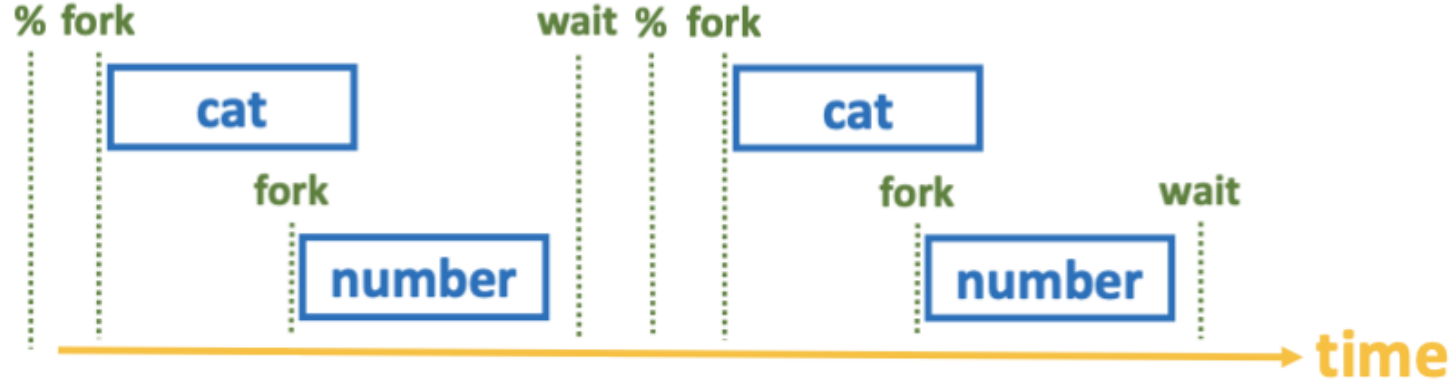 % fork wait % fork
cat cat
fork fork wait
number number
time